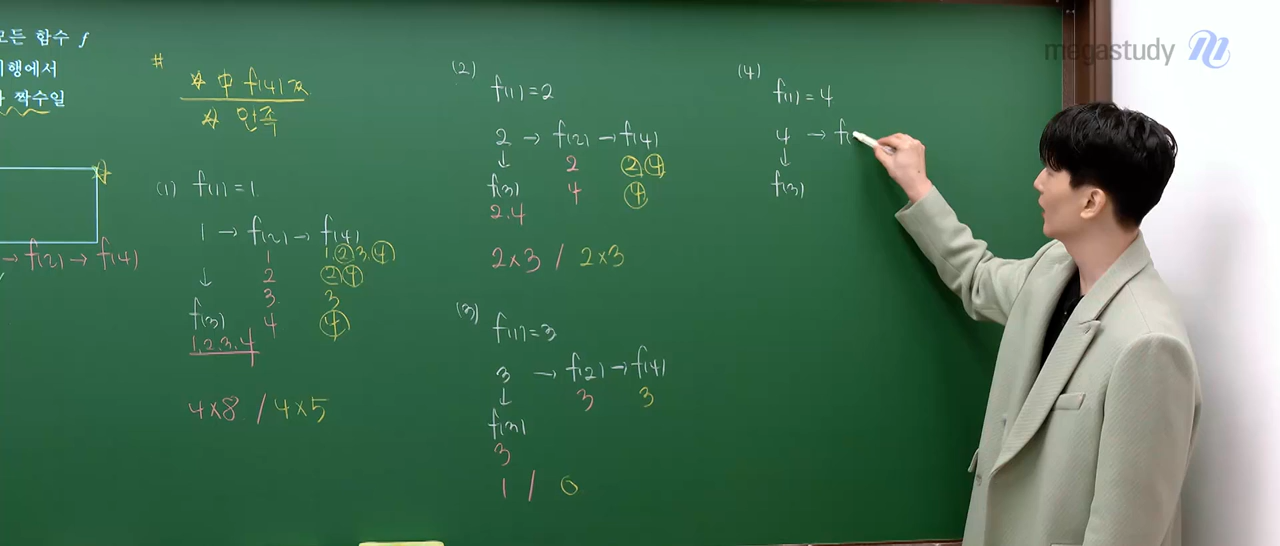 모든 함수 f
시행에서
짝수일
☆
→ f(2) → f(4)
#
☆ 中 f(4) 짝
☆ 만족
(1) f(1)=1
1 → f(2) → f(4)
1 1,2,3,4
↓ 2 2 4
3 3
f(3) 4 4
1,2,3,4
4×8 / 4×5
(2)
f(1)=2
2 → f(2) → f(4)
↓ 2 2 4
f(3) 4 4
2,4
2×3 / 2×3
(3)
f(1)=3
3 → f(2) → f(4)
↓ 3 3
f(3)
3
1 / 0
(4)
f(1)=4
4 → f(
↓
f(3)
megastudy